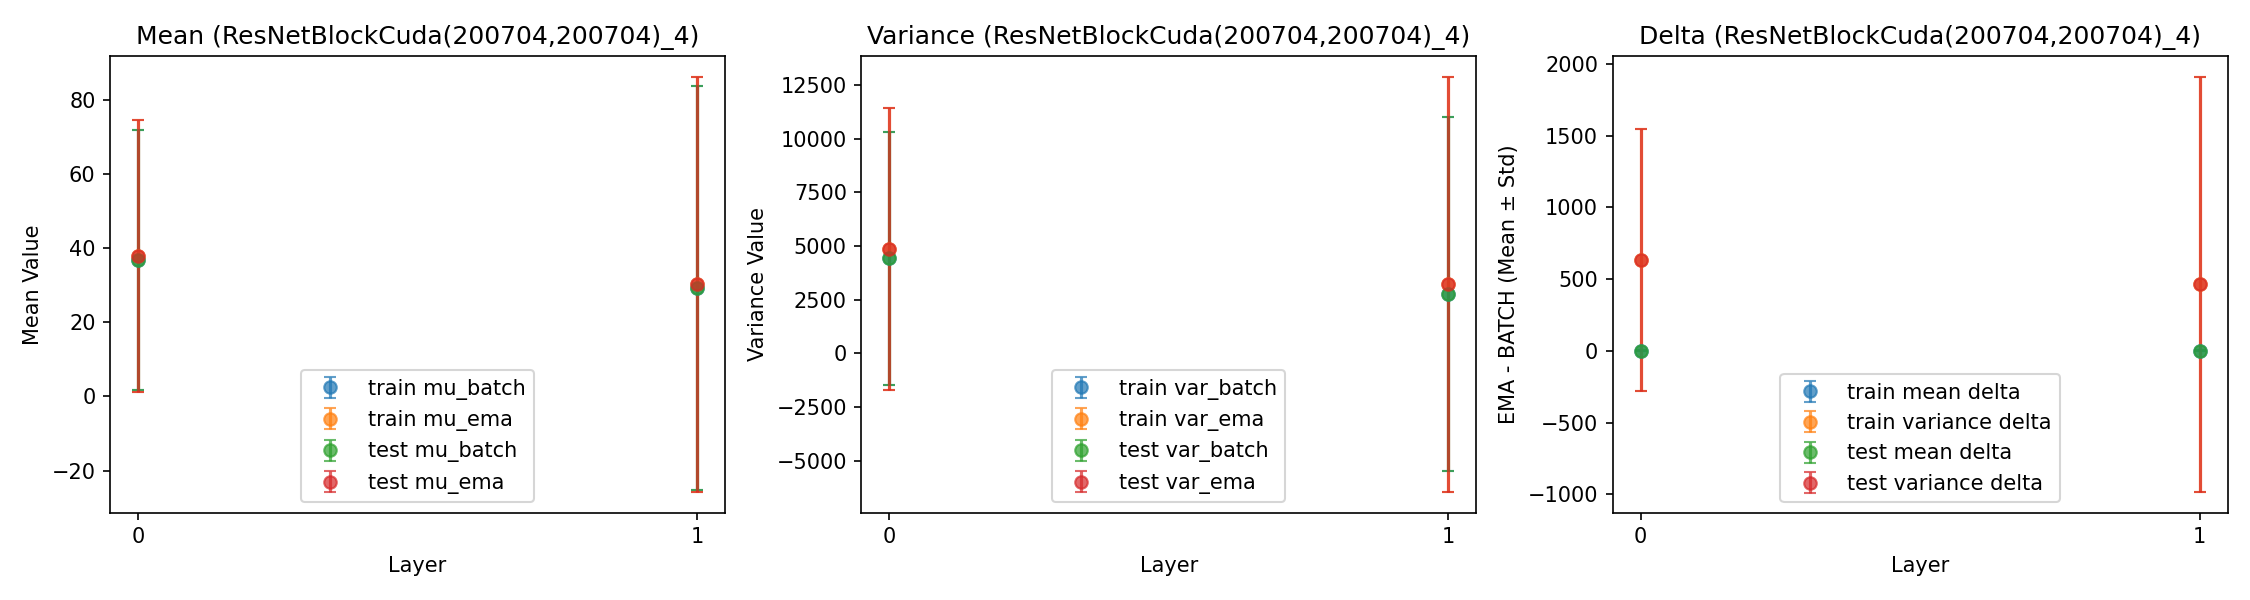 Mean (ResNetBlockCuda(200704,200704)_4)
Mean Value
80
60
40
20
0
−20
train mu_batch
train mu_ema
test mu_batch
test mu_ema
0
1
Layer
Variance (ResNetBlockCuda(200704,200704)_4)
Variance Value
12500
10000
7500
5000
2500
0
−2500
−5000
train var_batch
train var_ema
test var_batch
test var_ema
0
1
Layer
Delta (ResNetBlockCuda(200704,200704)_4)
EMA - BATCH (Mean ± Std)
2000
1500
1000
500
0
−500
−1000
train mean delta
train variance delta
test mean delta
test variance delta
0
1
Layer